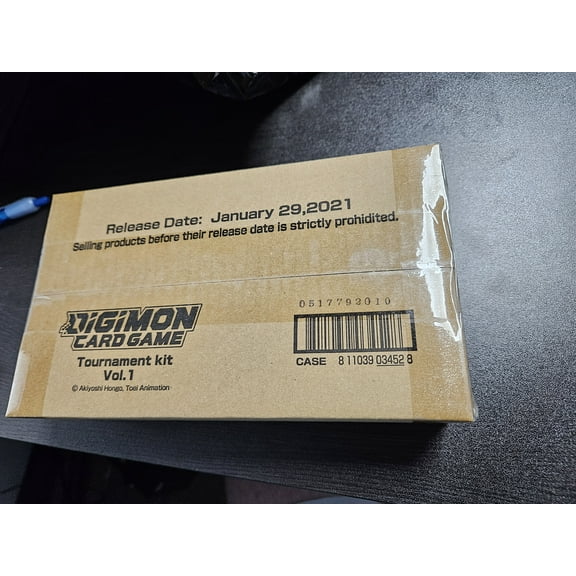 Release Date: January 29,2021
Selling products before their release date is strictly prohidited.
0517792010
DIGIMON
CARD GAME
CASE 8 11039 03452 8
Tournament kit
Vol.1
© Akiyoshi Hongo, Toei Animation